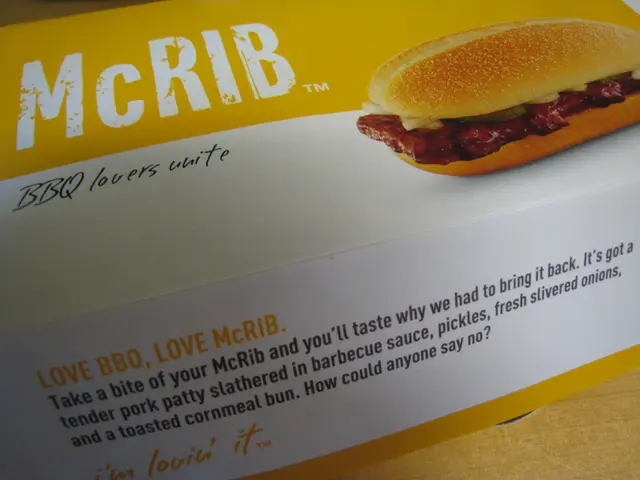 McRIB™
BBQ lovers unite
LOVE BBQ, LOVE McRIB.
Take a bite of your McRib and you'll taste why we had to bring it back. It's got a
tender pork patty slathered in barbecue sauce, pickles, fresh slivered onions,
and a toasted cornmeal bun. How could anyone say no?
i'm lovin' it™